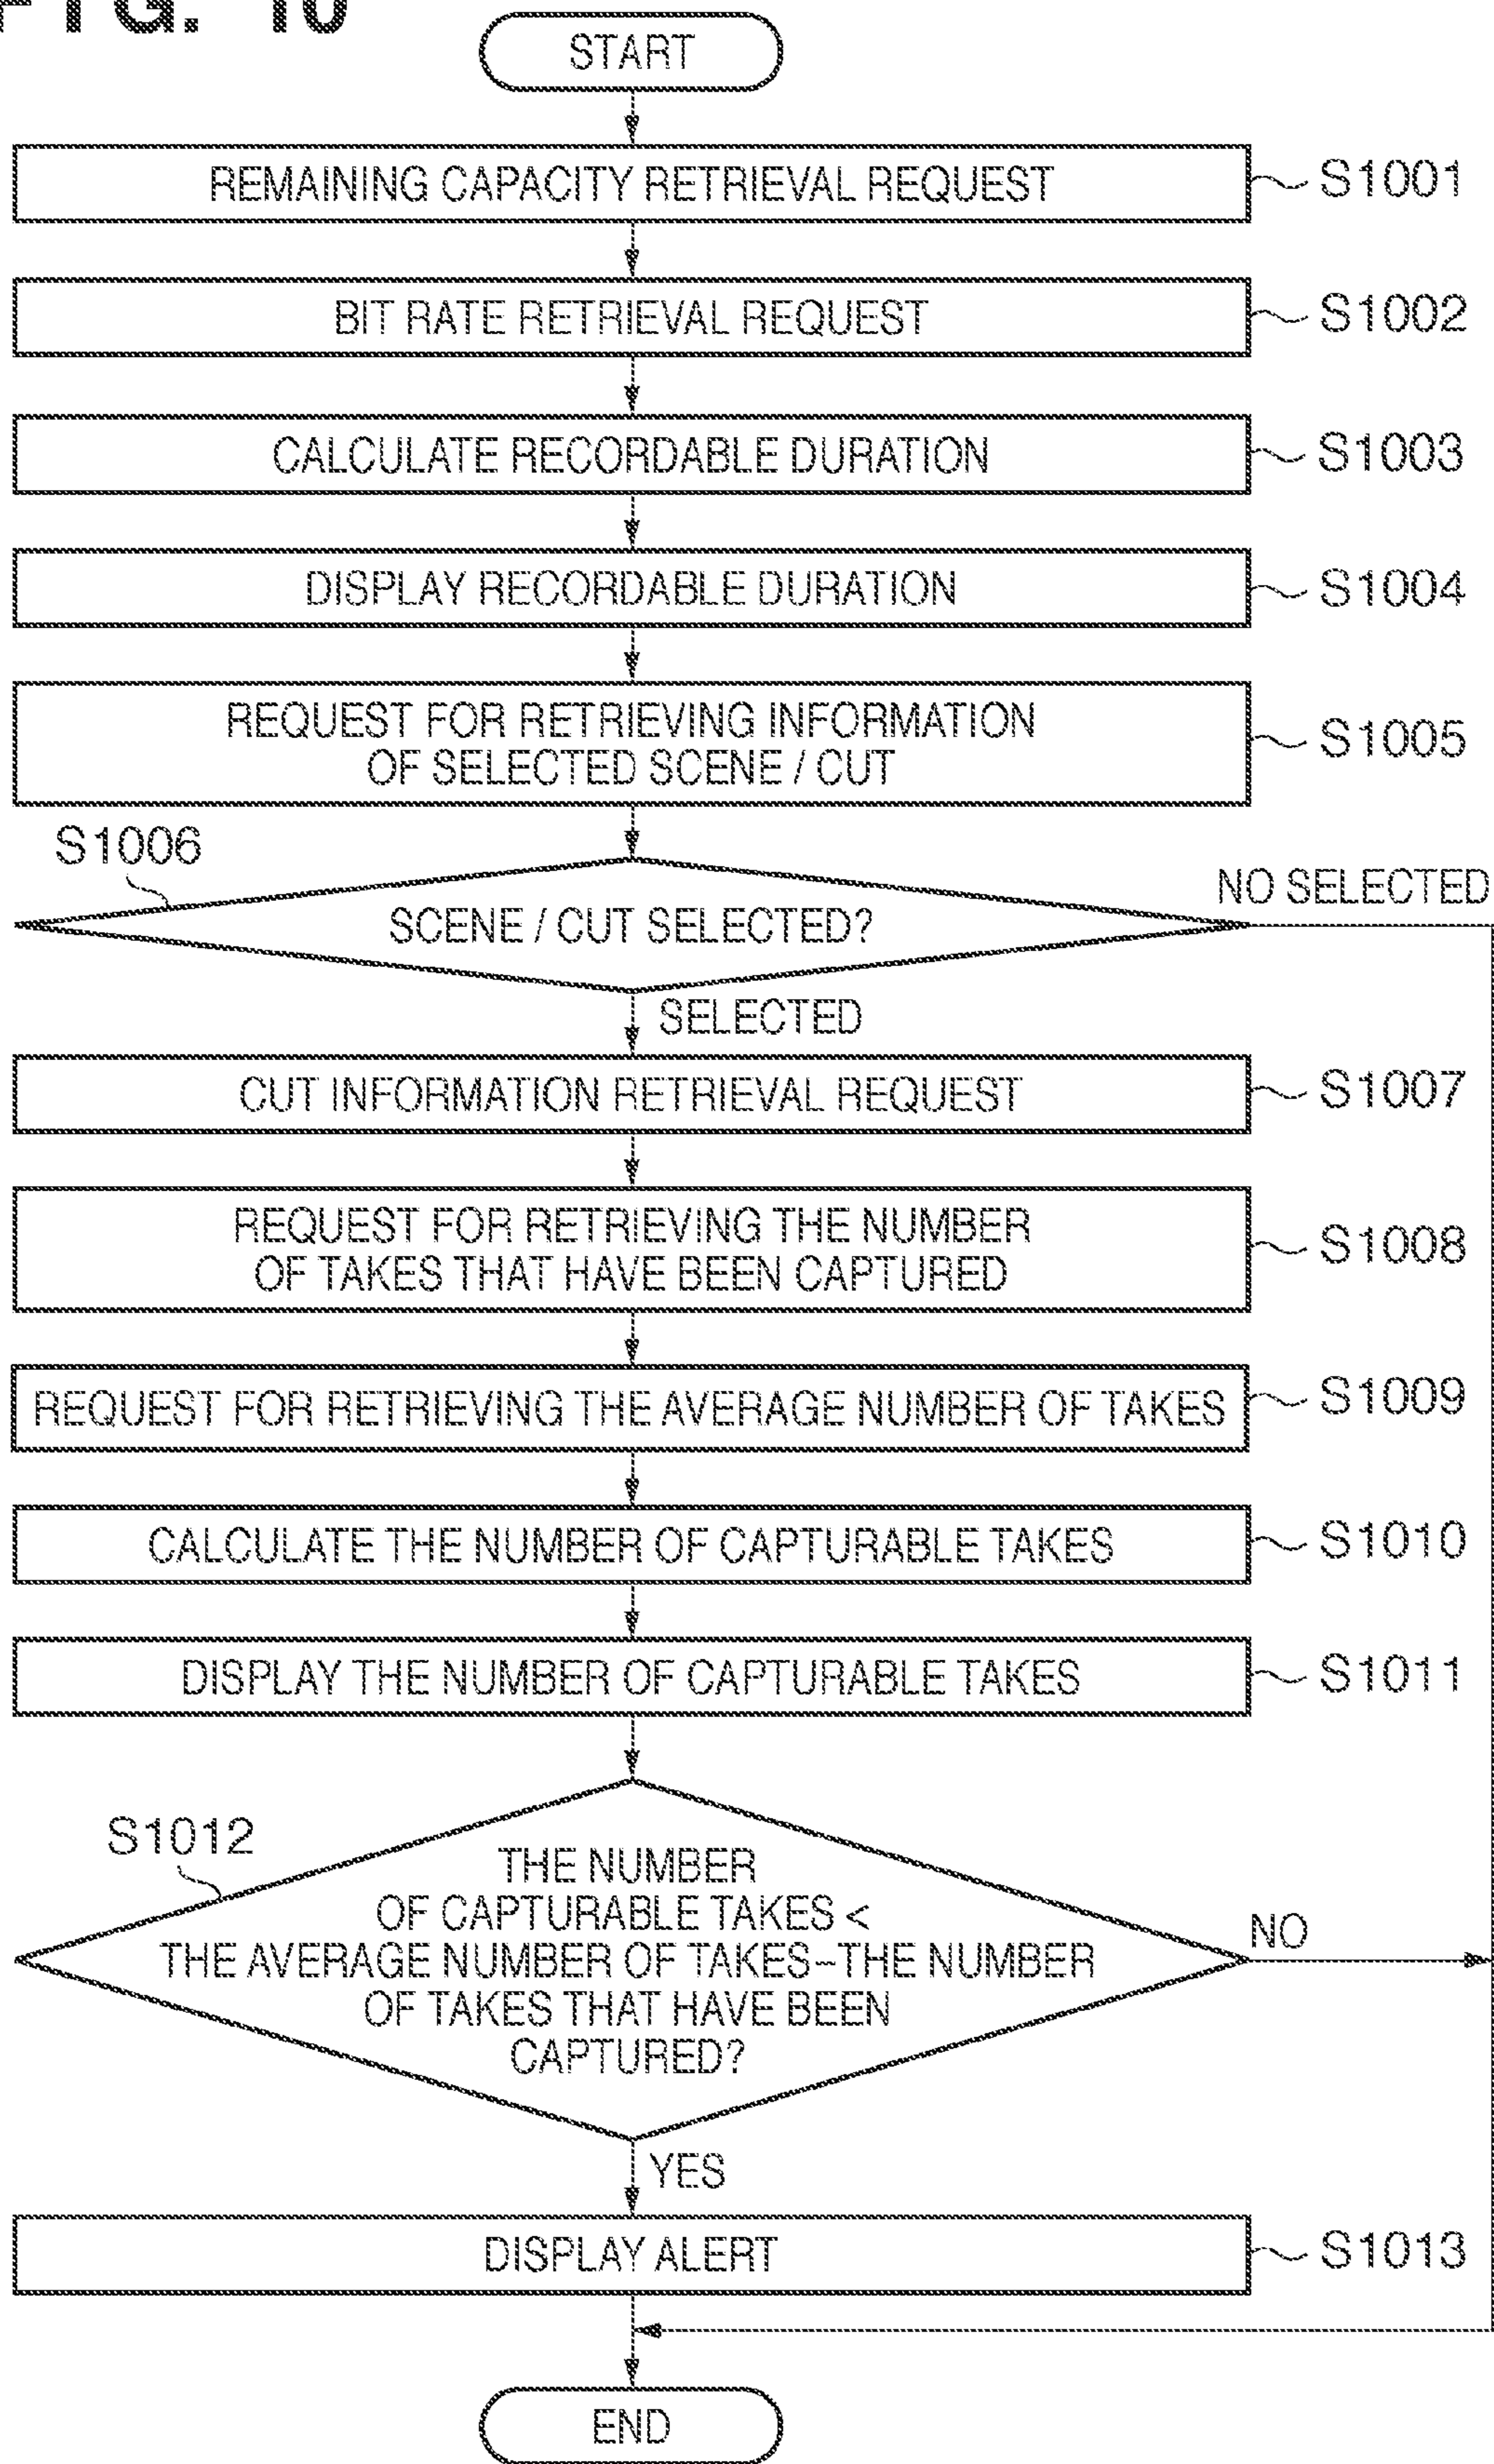 FIG. 10
START
REMAINING CAPACITY RETRIEVAL REQUEST
S1001
BIT RATE RETRIEVAL REQUEST
S1002
CALCULATE RECORDABLE DURATION
S1003
DISPLAY RECORDABLE DURATION
S1004
REQUEST FOR RETRIEVING INFORMATION
OF SELECTED SCENE / CUT
S1005
S1006
SCENE / CUT SELECTED?
NO SELECTED
SELECTED
CUT INFORMATION RETRIEVAL REQUEST
S1007
REQUEST FOR RETRIEVING THE NUMBER
OF TAKES THAT HAVE BEEN CAPTURED
S1008
REQUEST FOR RETRIEVING THE AVERAGE NUMBER OF TAKES
S1009
CALCULATE THE NUMBER OF CAPTURABLE TAKES
S1010
DISPLAY THE NUMBER OF CAPTURABLE TAKES
S1011
S1012
THE NUMBER
OF CAPTURABLE TAKES <
THE AVERAGE NUMBER OF TAKES–THE NUMBER
OF TAKES THAT HAVE BEEN
CAPTURED?
NO
YES
DISPLAY ALERT
S1013
END